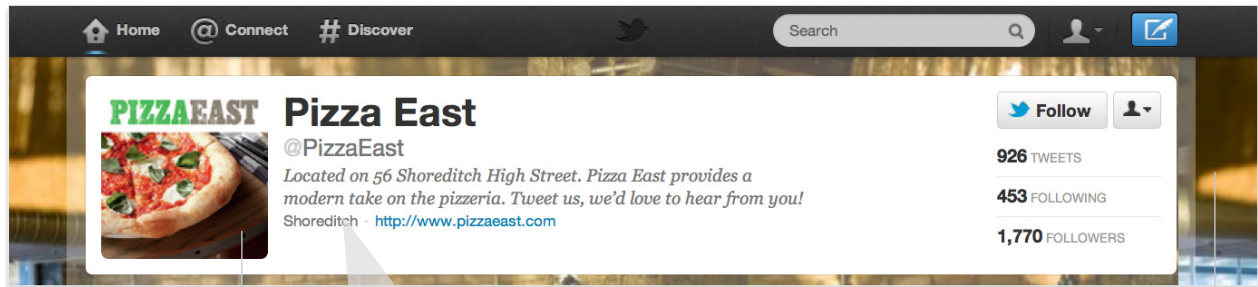 Home @ Connect # Discover Search
PIZZAEAST
Pizza East
@PizzaEast
Located on 56 Shoreditch High Street. Pizza East provides a
modern take on the pizzeria. Tweet us, we'd love to hear from you!
Shoreditch · http://www.pizzaeast.com
Follow
926 TWEETS
453 FOLLOWING
1,770 FOLLOWERS